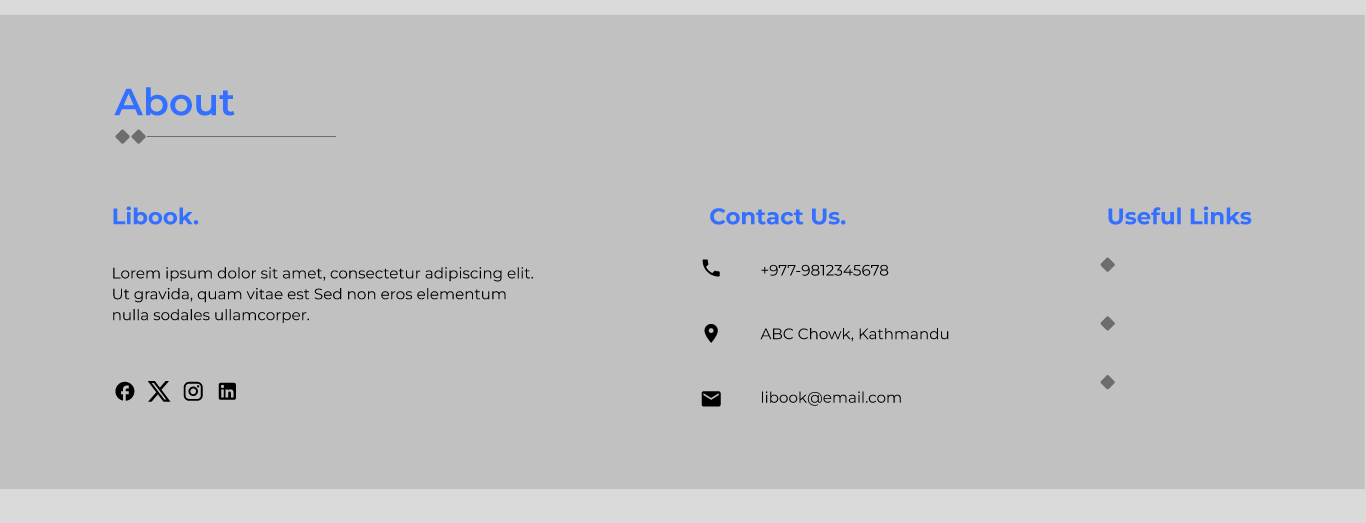 About
Libook.
Lorem ipsum dolor sit amet, consectetur adipiscing elit.
Ut gravida, quam vitae est Sed non eros elementum
nulla sodales ullamcorper.
Contact Us.
+977-9812345678
ABC Chowk, Kathmandu
libook@email.com
Useful Links